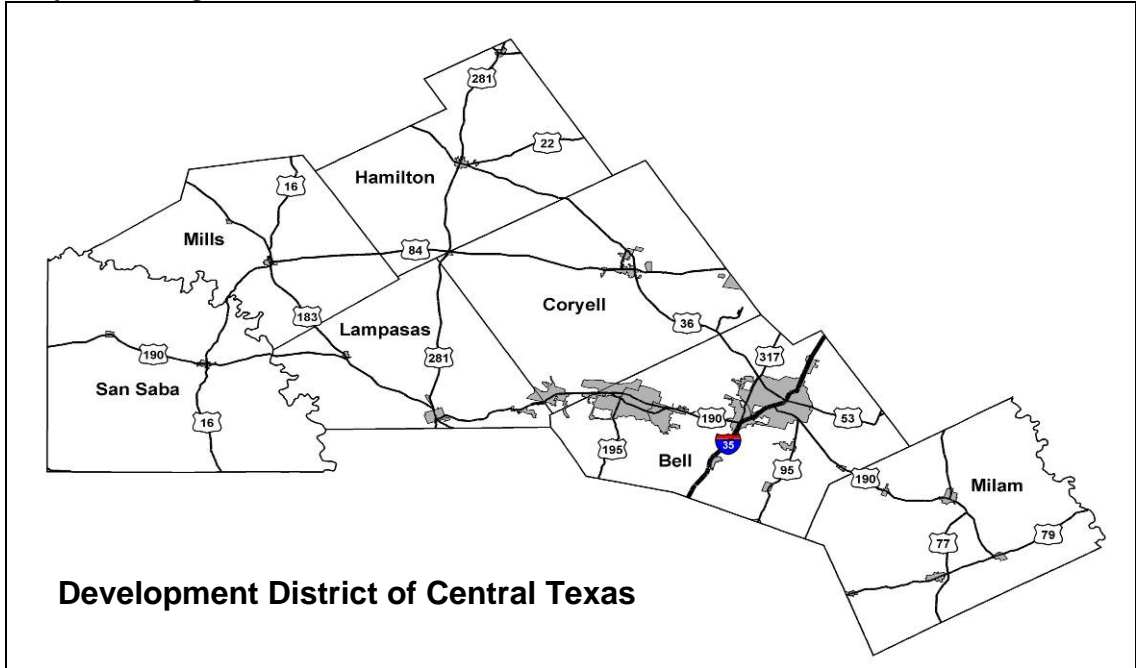 281
22
Hamilton
16
Mills
84
Coryell
183
Lampasas
36
281
317
190
San Saba
16
190
53
35
195
Bell
95
190
Milam
77
79
Development District of Central Texas